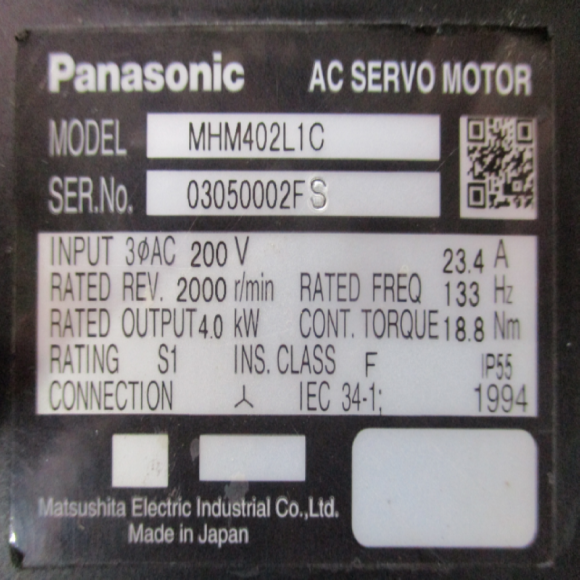 Panasonic AC SERVO MOTOR
MODEL MHM402L1C
SER.No. 03050002FS
INPUT 3ϕAC 200 V 23.4 A
RATED REV. 2000 r/min RATED FREQ 133 Hz
RATED OUTPUT 4.0 kW CONT. TORQUE 18.8 Nm
RATING S1 INS. CLASS F IP55
CONNECTION IEC 34-1; 1994
Matsushita Electric Industrial Co.,Ltd.
Made in Japan